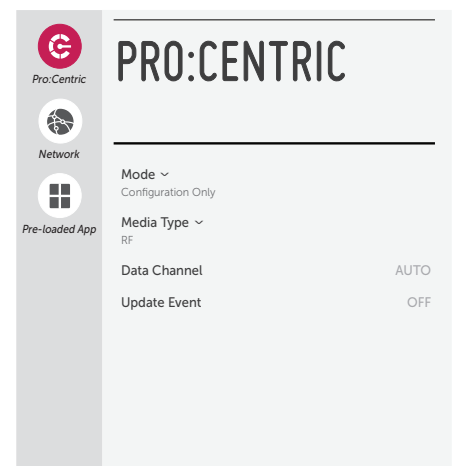 Pro:Centric
Network
Pre-loaded App
PRO:CENTRIC
Mode
Configuration Only
Media Type
RF
Data Channel AUTO
Update Event OFF